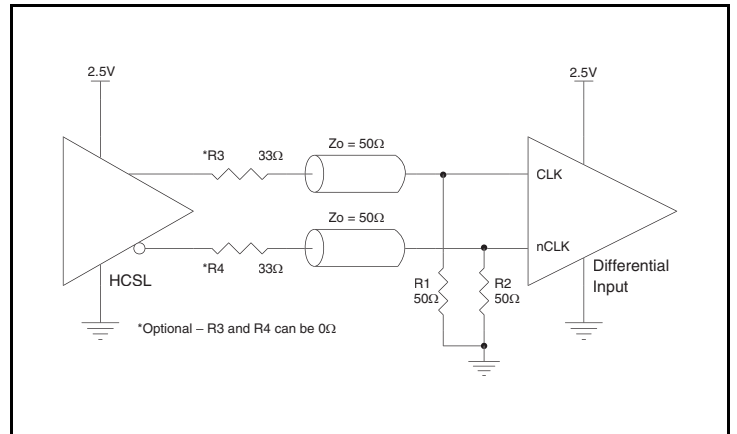 2.5V
2.5V
*R3 33Ω
Zo = 50Ω
CLK
Zo = 50Ω
nCLK
*R4 33Ω
HCSL
R1
50Ω
R2
50Ω
Differential
Input
*Optional – R3 and R4 can be 0Ω